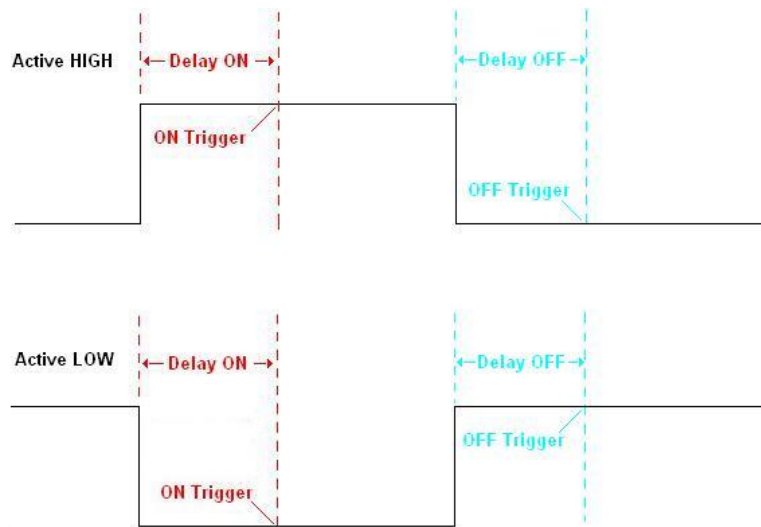 Active HIGH
Delay ON
Delay OFF
ON Trigger
OFF Trigger
Active LOW
Delay ON
Delay OFF
OFF Trigger
ON Trigger